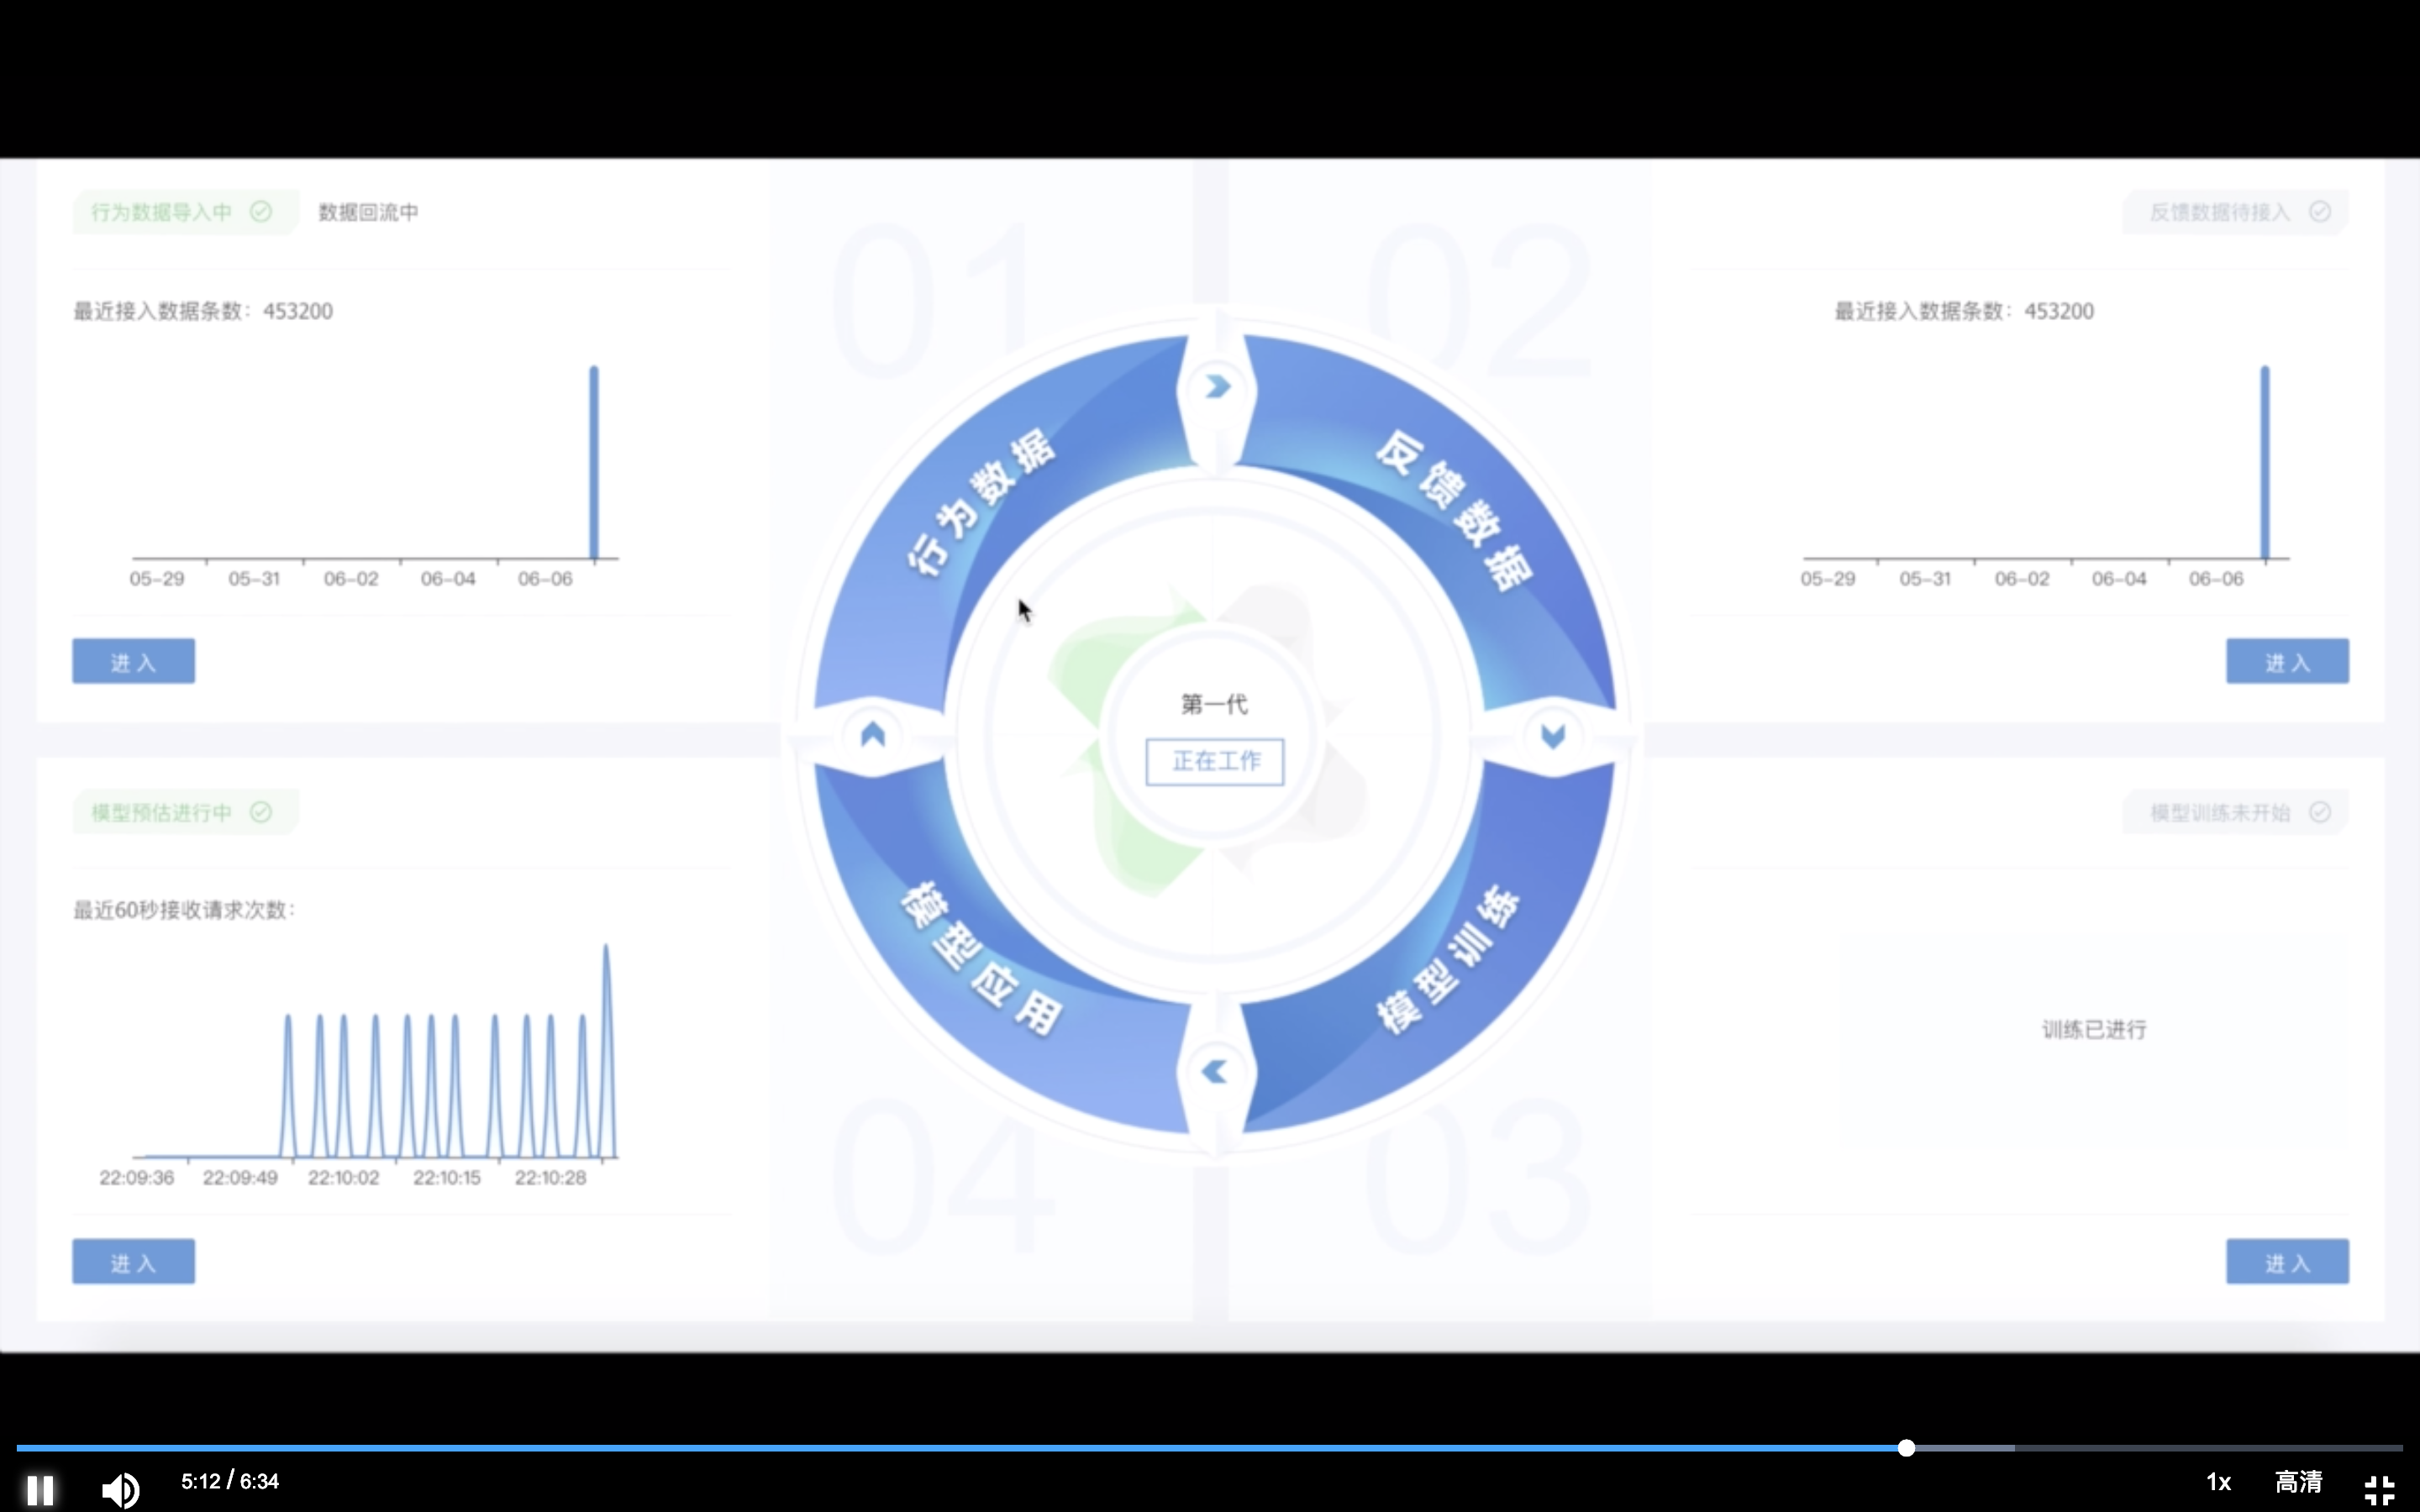 行为数据导入中 数据回流中
最近接入数据条数：453200
05-29 05-31 06-02 06-04 06-06
进入
01
02
反馈数据待接入
最近接入数据条数：453200
05-29 05-31 06-02 06-04 06-06
进入
行为数据
反馈数据
第一代
正在工作
模型应用
模型训练
模型预估进行中
最近60秒接收请求次数：
22:09:36 22:09:49 22:10:02 22:10:15 22:10:28
进入
04
03
模型训练未开始
训练已进行
进入
5:12 / 6:34
1x 高清